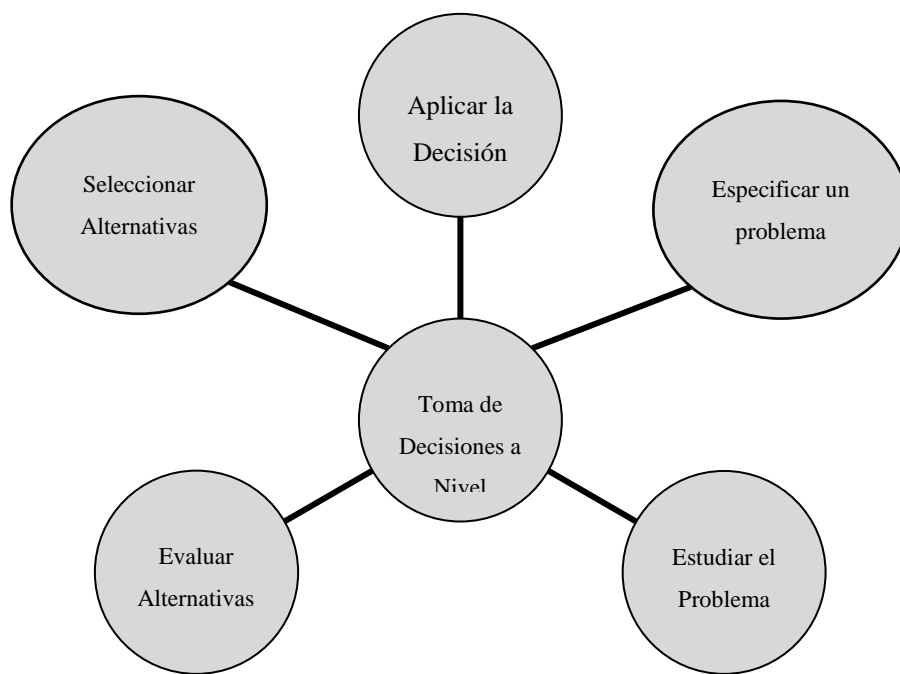 Aplicar la
Decisión
Seleccionar
Alternativas
Especificar un
problema
Toma de
Decisiones a
Nivel
Evaluar
Alternativas
Estudiar el
Problema